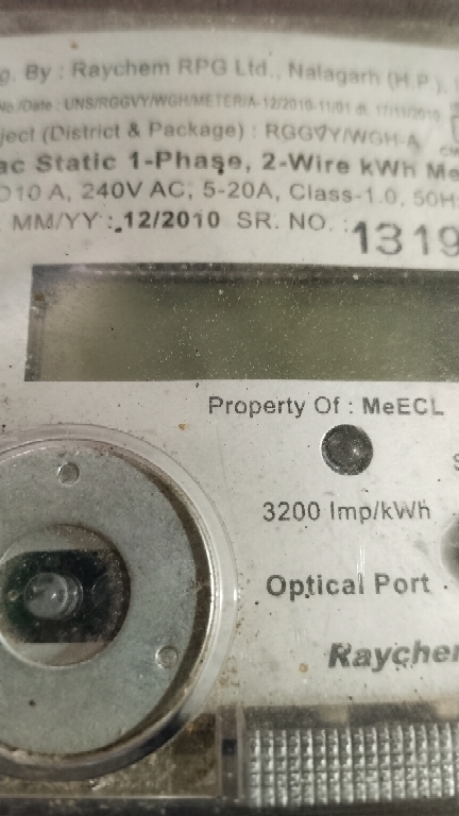 g. By : Raychem RPG Ltd., Nalagarh (H.P.),
No./Date : UNS/RGGVY/WGH/METER/A-12/2010-11/01 dt. 17/11/2010
ject (District & Package) : RGGVY/WGH-A
ac Static 1-Phase, 2-Wire kWh Me
10 A, 240V AC, 5-20A, Class-1.0, 50H
MM/YY : 12/2010 SR. NO. : 1319
Property Of : MeECL
3200 Imp/kWh
Optical Port
Rayche